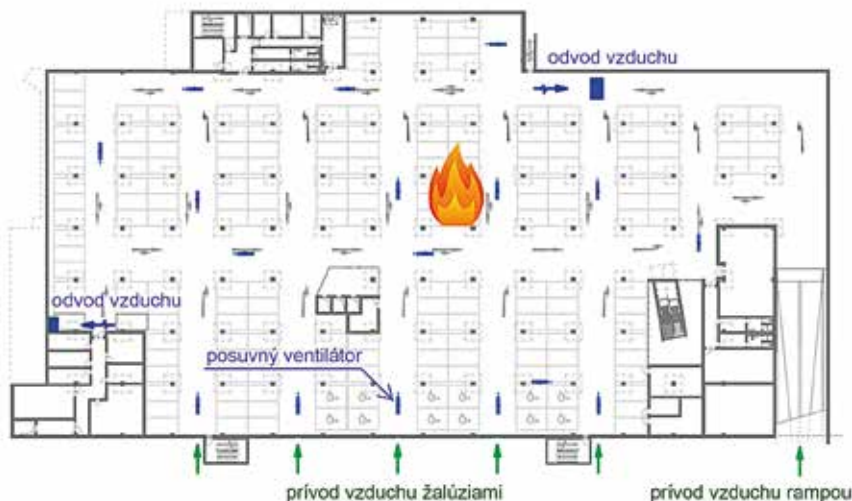 odvod vzduchu
odvod vzduchu
posuvný ventilátor
prívod vzduchu žalúziami
prívod vzduchu rampou